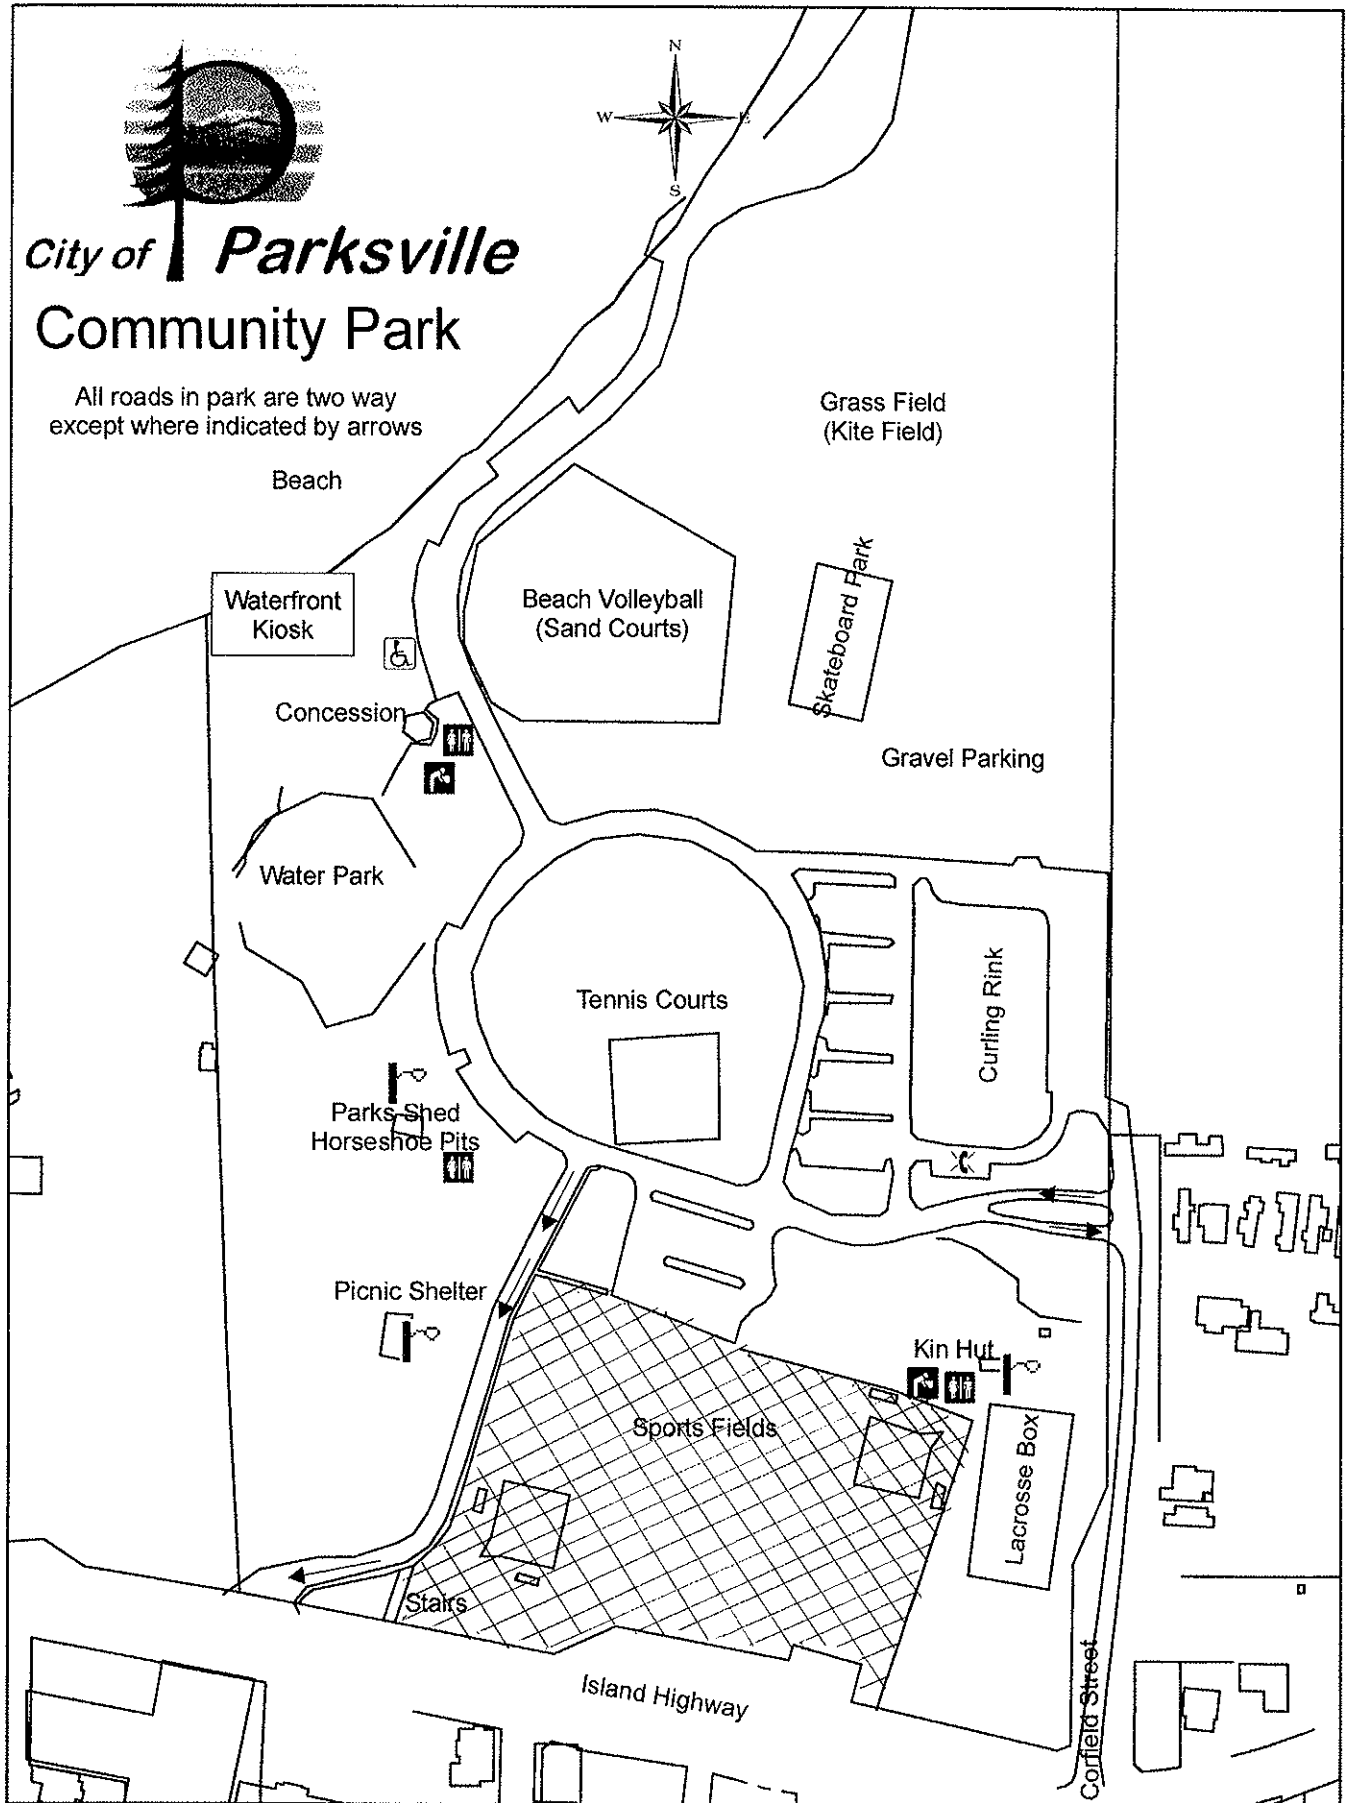 N
W
E
S
City of Parksville
Community Park
All roads in park are two way
except where indicated by arrows
Beach
Grass Field
(Kite Field)
Waterfront
Kiosk
Beach Volleyball
(Sand Courts)
Skateboard Park
Concession
Gravel Parking
Water Park
Tennis Courts
Curling Rink
Parks Shed
Horseshoe Pits
Picnic Shelter
Kin Hut
Sports Fields
Lacrosse Box
Stairs
Island Highway
Corfield Street